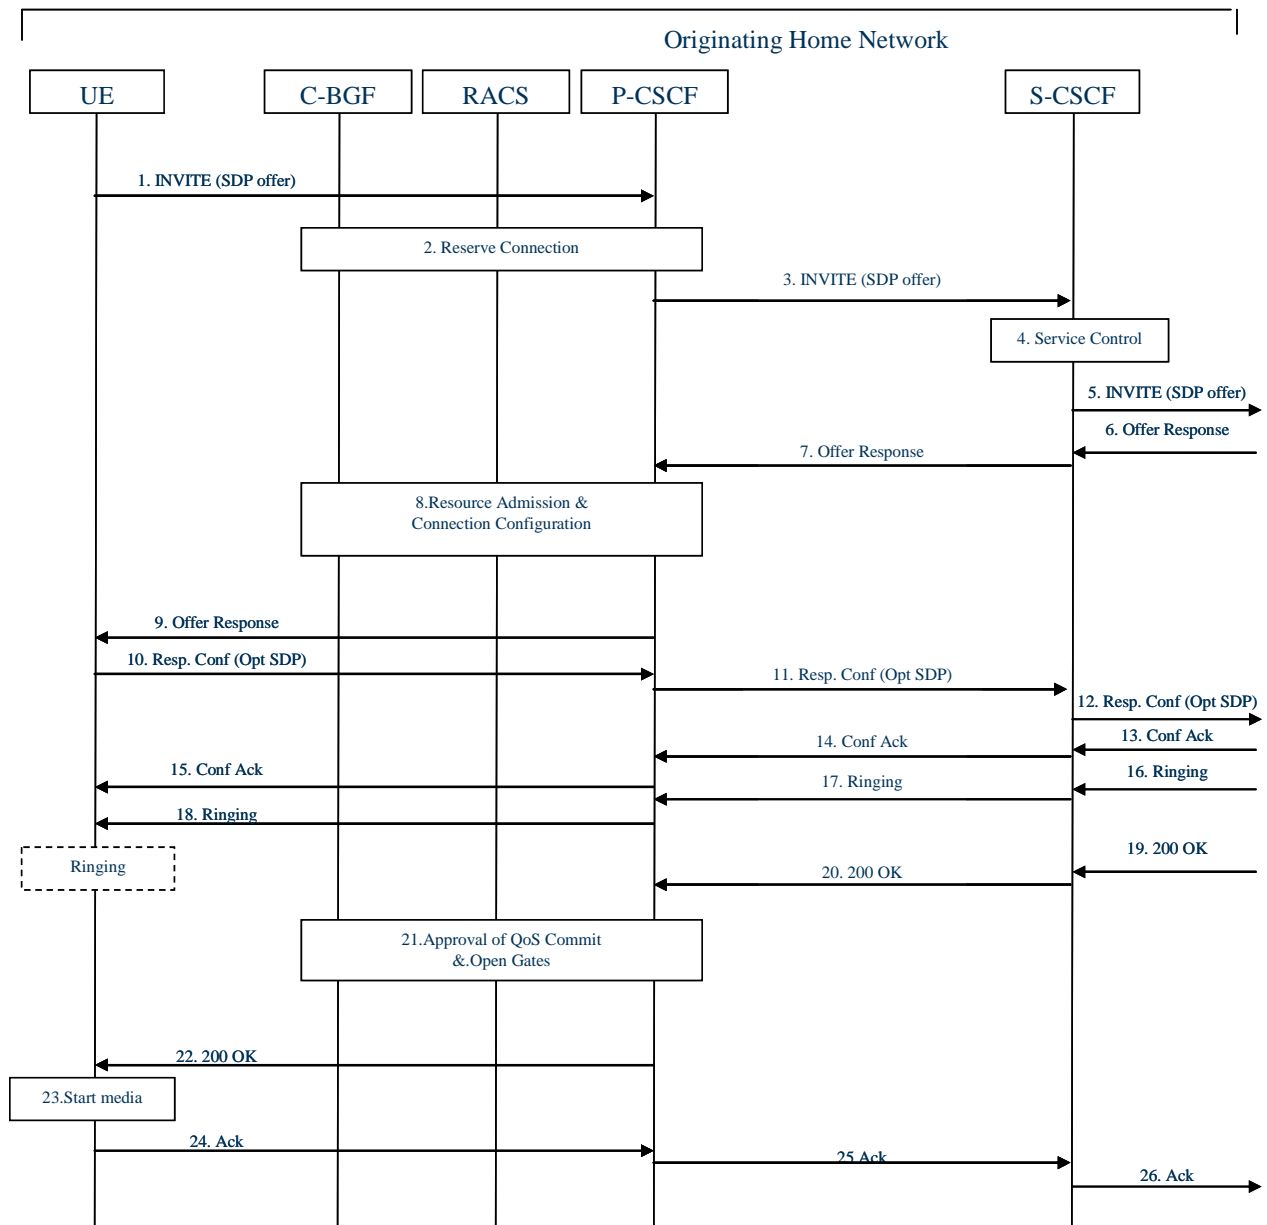 Originating Home Network
UE
C-BGF
RACS
P-CSCF
S-CSCF
1. INVITE (SDP offer)
2. Reserve Connection
3. INVITE (SDP offer)
4. Service Control
5. INVITE (SDP offer)
6. Offer Response
7. Offer Response
8.Resource Admission &
Connection Configuration
9. Offer Response
10. Resp. Conf (Opt SDP)
11. Resp. Conf (Opt SDP)
12. Resp. Conf (Opt SDP)
13. Conf Ack
14. Conf Ack
15. Conf Ack
16. Ringing
17. Ringing
18. Ringing
Ringing
19. 200 OK
20. 200 OK
21.Approval of QoS Commit
&.Open Gates
22. 200 OK
23.Start media
24. Ack
25 Ack
26. Ack